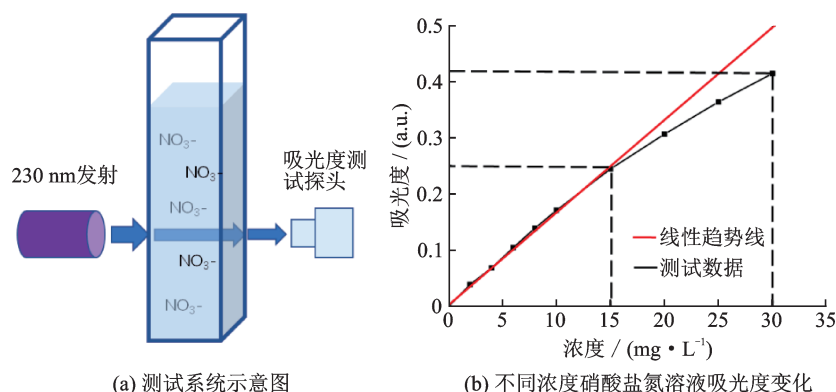 NO₃-
NO₃-
NO₃-
NO₃-
NO₃-
230 nm发射
吸光度测
试探头
(a) 测试系统示意图
吸光度 / (a.u.)
0.5
0.4
0.3
0.2
0.1
0
0 5 10 15 20 25 30 35
线性趋势线
测试数据
浓度 / (mg·L⁻¹)
(b) 不同浓度硝酸盐氮溶液吸光度变化